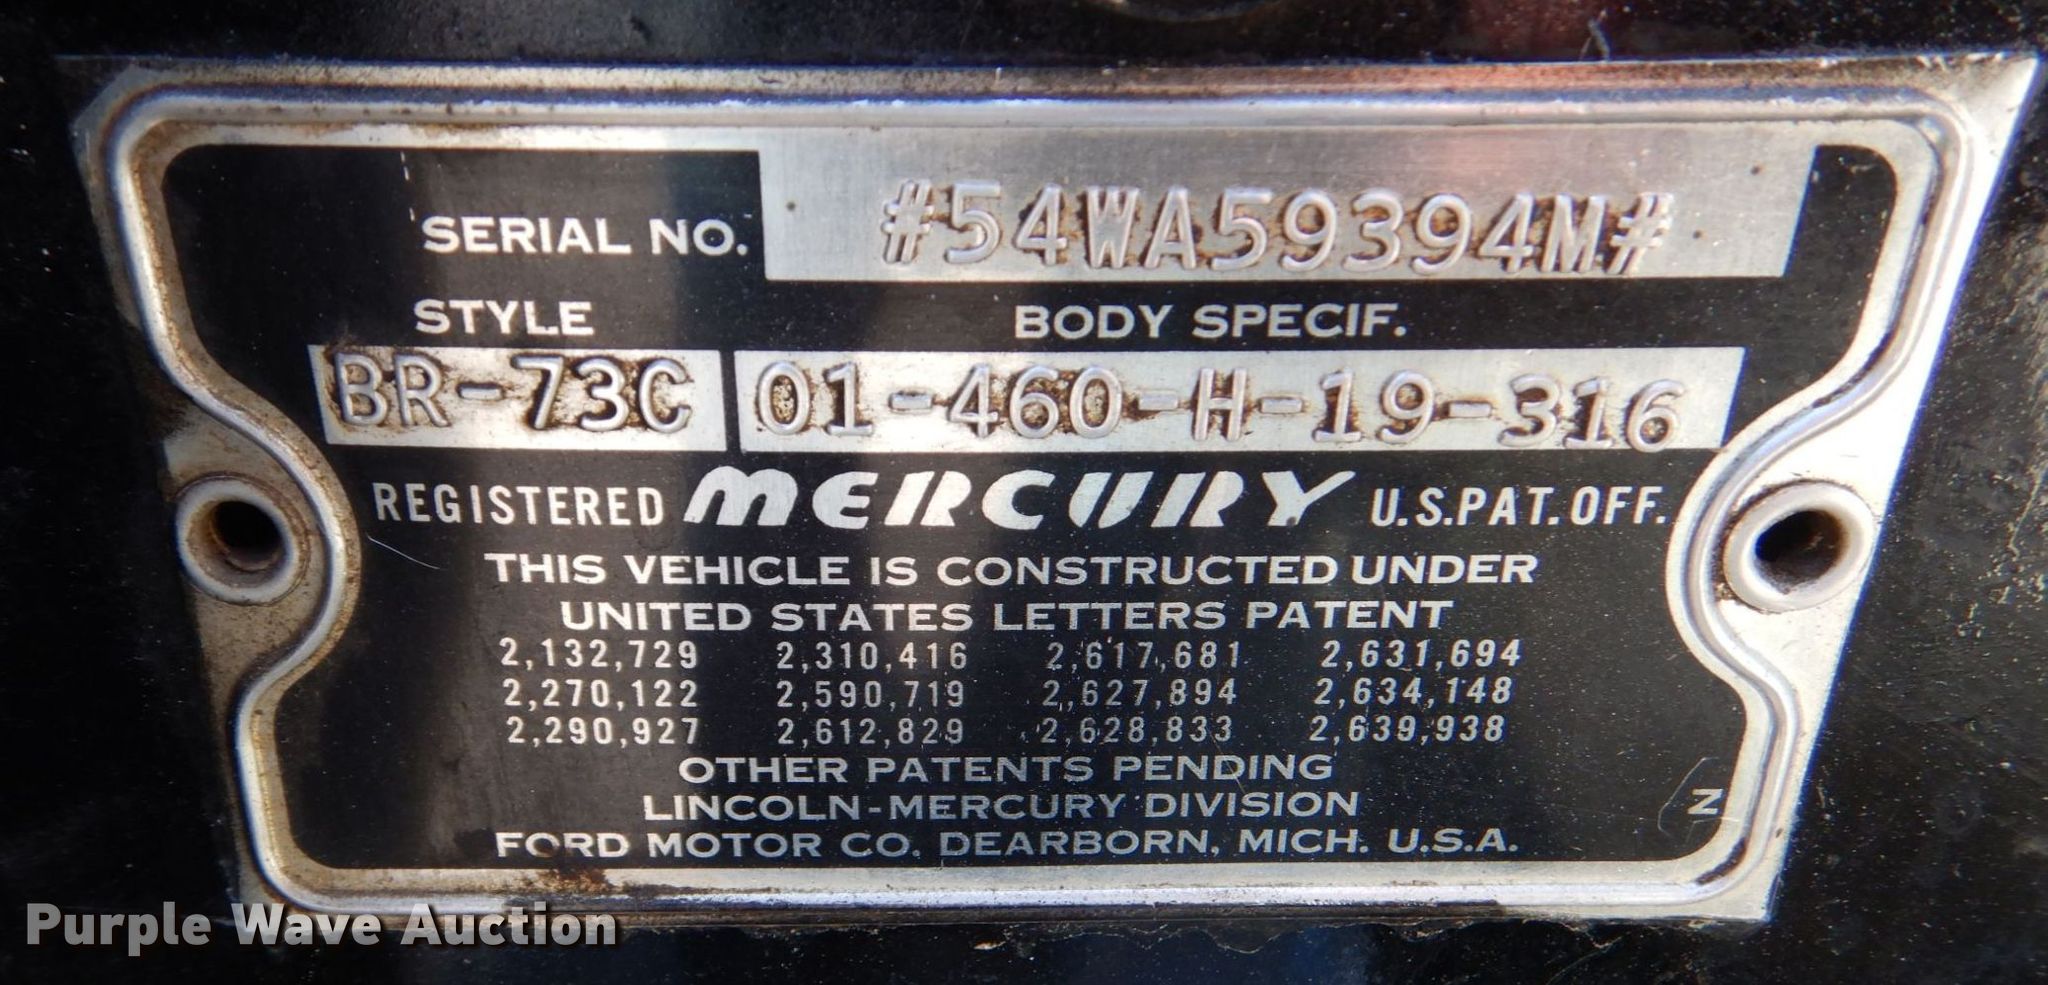 SERIAL NO. #54WA59394M#
STYLE BODY SPECIF.
BR-73C 01-460-H-19-316
REGISTERED MERCURY U.S.PAT.OFF.
THIS VEHICLE IS CONSTRUCTED UNDER
UNITED STATES LETTERS PATENT
2,132,729 2,310,416 2,617,681 2,631,694
2,270,122 2,590,719 2,627,894 2,634,148
2,290,927 2,612,829 2,628,833 2,639,938
OTHER PATENTS PENDING
LINCOLN-MERCURY DIVISION
Z
FORD MOTOR CO. DEARBORN, MICH. U.S.A.
Purple Wave Auction